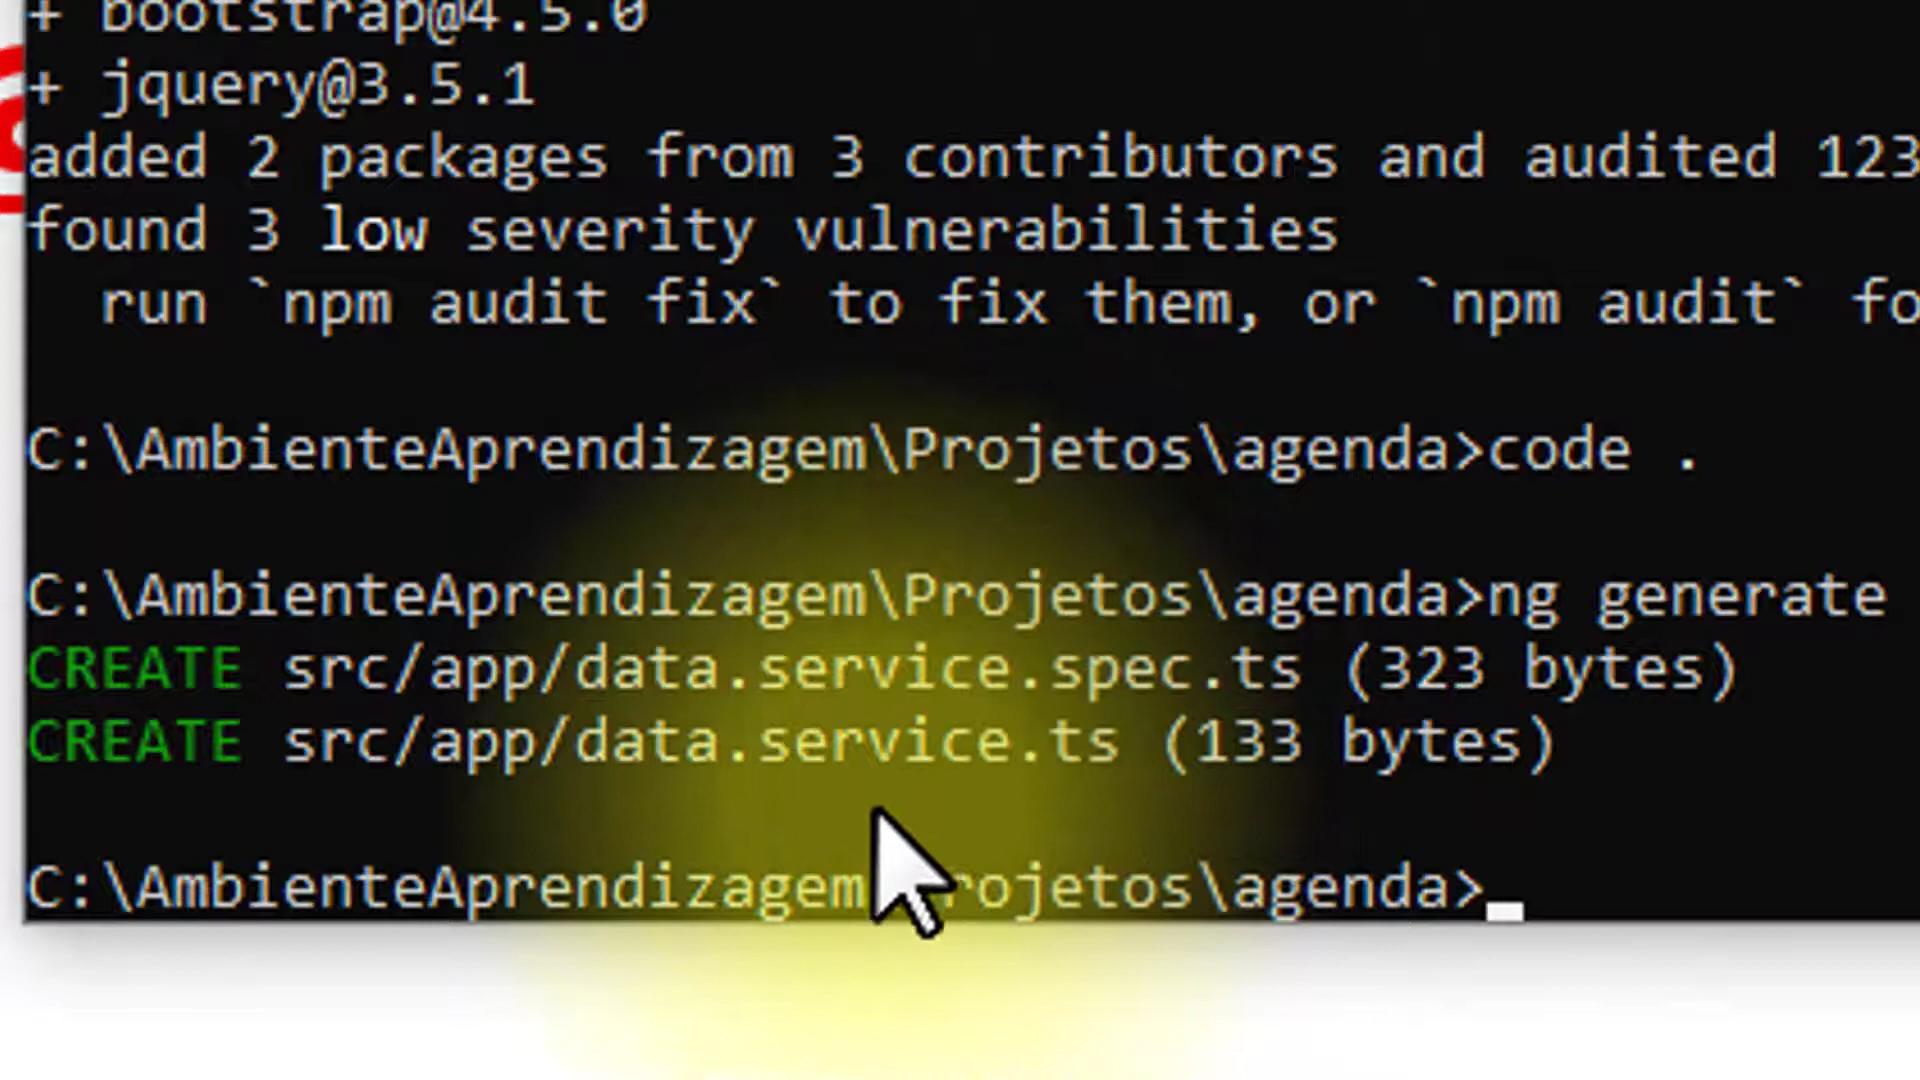 + bootstrap@4.5.0
+ jquery@3.5.1
added 2 packages from 3 contributors and audited 123
found 3 low severity vulnerabilities
run `npm audit fix` to fix them, or `npm audit` fo
C:\AmbienteAprendizagem\Projetos\agenda>code .
C:\AmbienteAprendizagem\Projetos\agenda>ng generate
CREATE src/app/data.service.spec.ts (323 bytes)
CREATE src/app/data.service.ts (133 bytes)
C:\AmbienteAprendizagem rojetos\agenda>